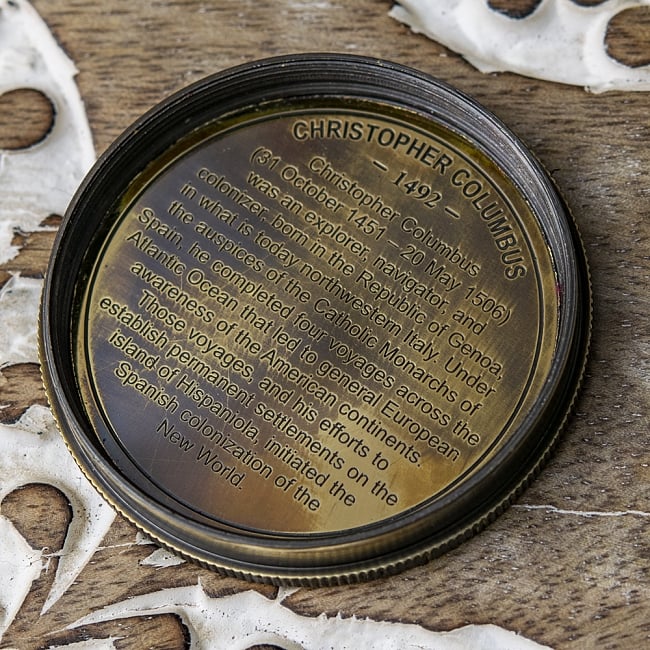 CHRISTOPHER COLUMBUS
– 1492 –
Christopher Columbus
(31 October 1451 – 20 May 1506)
was an explorer, navigator, and
colonizer, born in the Republic of Genoa,
in what is today northwestern Italy. Under
the auspices of the Catholic Monarchs of
Spain, he completed four voyages across the
Atlantic Ocean that led to general European
awareness of the American continents.
Those voyages, and his efforts to
establish permanent settlements on the
island of Hispaniola, initiated the
Spanish colonization of the
New World.